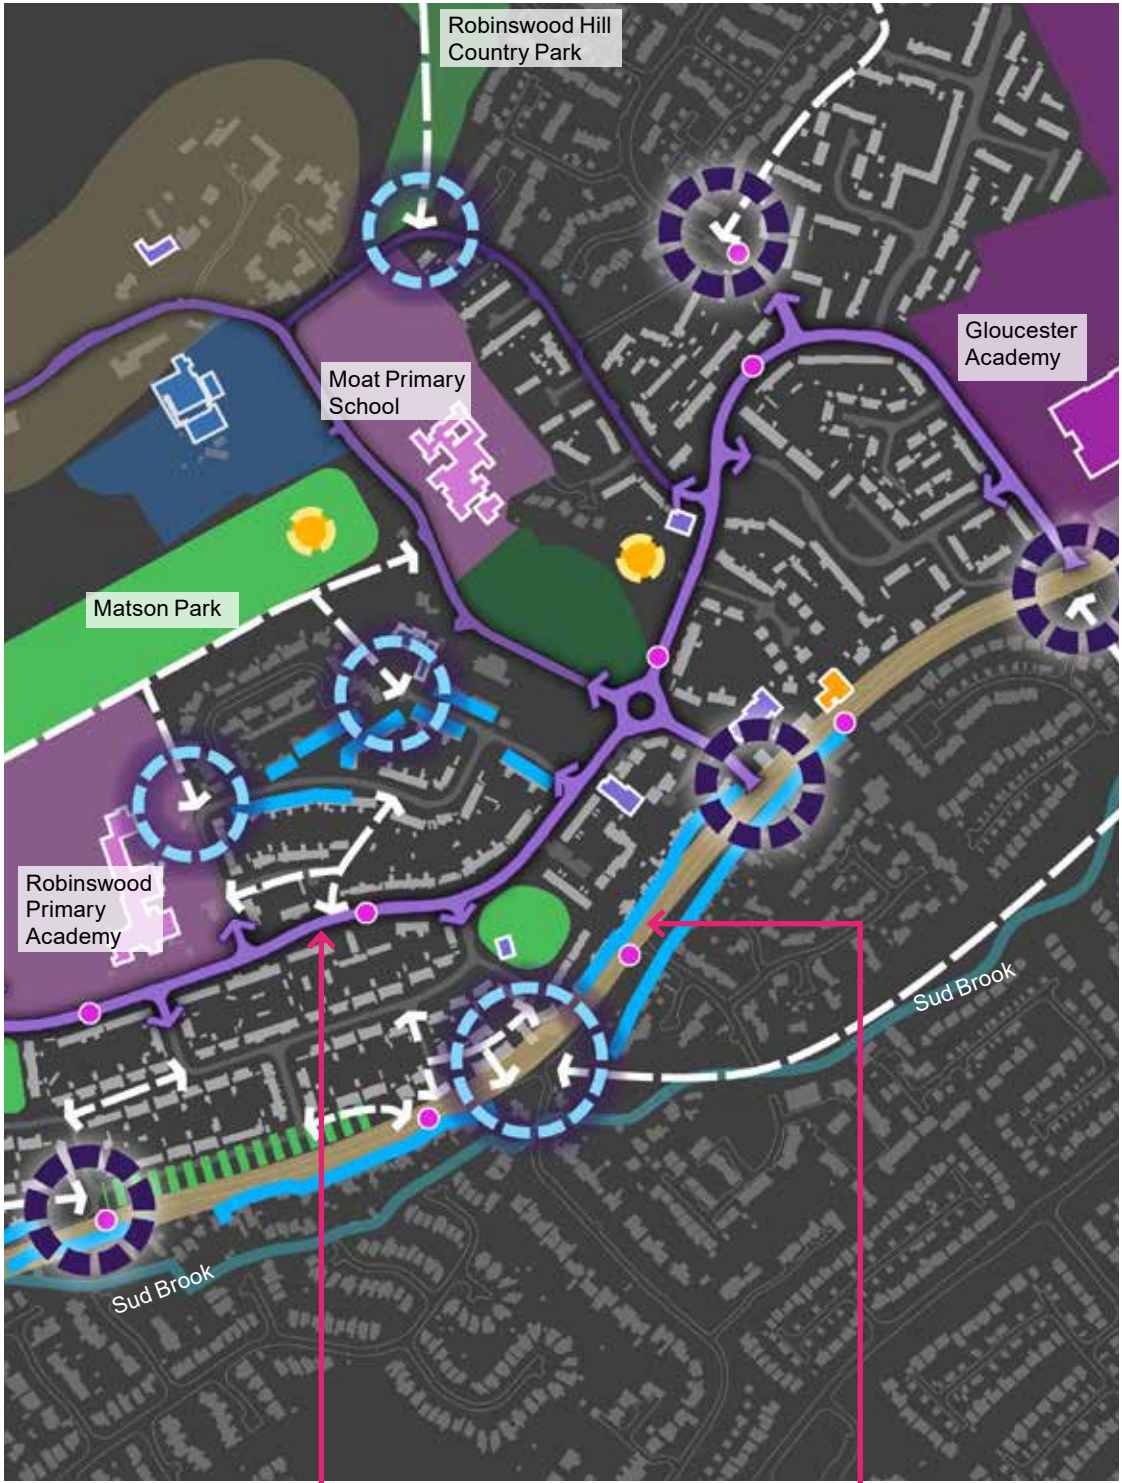 Robinswood Hill
Country Park
Gloucester
Academy
Moat Primary
School
Matson Park
Robinswood
Primary
Academy
Sud Brook
Sud Brook